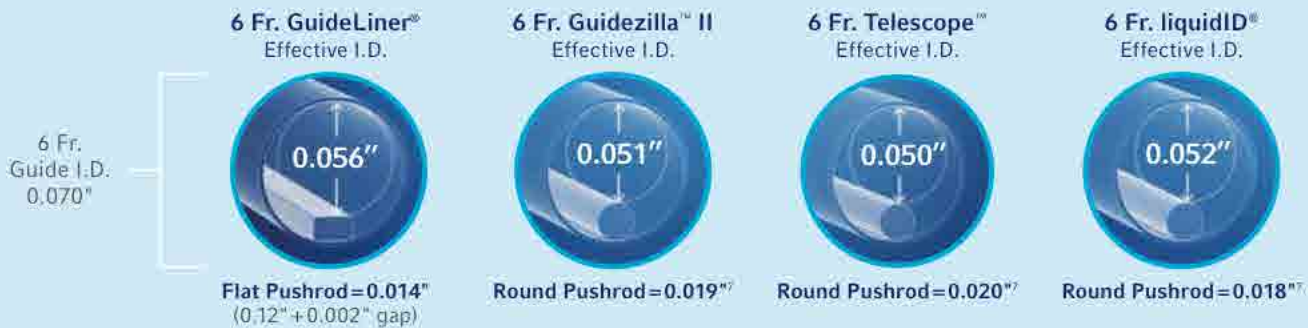 6 Fr. GuideLiner®
Effective I.D.
6 Fr. Guidezilla™ II
Effective I.D.
6 Fr. Telescope™
Effective I.D.
6 Fr. liquidID®
Effective I.D.
6 Fr.
Guide I.D.
0.070"
0.056"
0.051"
0.050"
0.052"
Flat Pushrod=0.014"
(0,12"+0.002" gap)
Round Pushrod=0.019"⁷
Round Pushrod=0.020"⁷
Round Pushrod=0.018"⁷